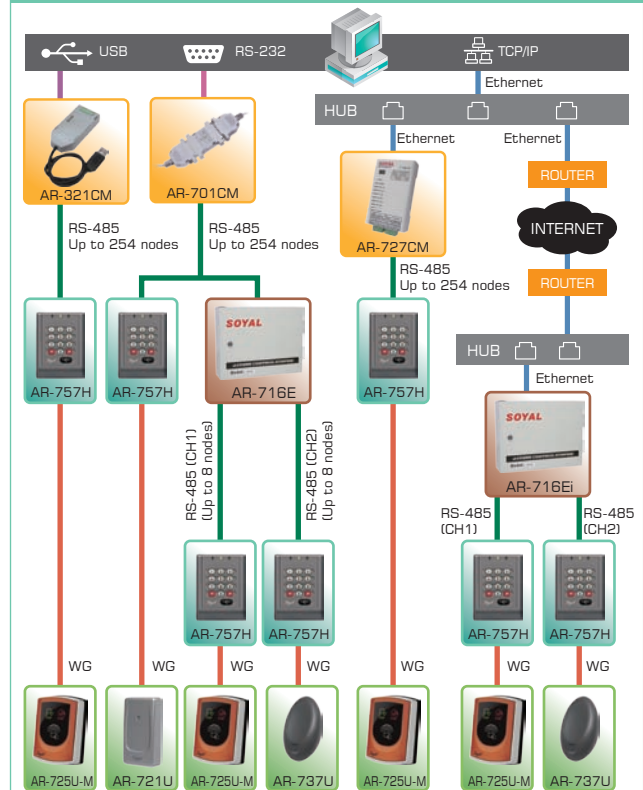 USB
RS-232
TCP/IP
Ethernet
HUB
Ethernet
Ethernet
AR-321CM
AR-701CM
AR-727CM
ROUTER
INTERNET
ROUTER
RS-485
Up to 254 nodes
RS-485
Up to 254 nodes
RS-485
Up to 254 nodes
HUB
Ethernet
AR-757H
AR-757H
SOYAL
AR-716E
AR-757H
SOYAL
AR-716Ei
RS-485 (CH1)
(Up to 8 nodes)
RS-485 (CH2)
(Up to 8 nodes)
RS-485
(CH1)
RS-485
(CH2)
AR-757H
AR-757H
AR-757H
AR-757H
WG
WG
WG
WG
WG
WG
WG
AR-725U-M
AR-721U
AR-725U-M
AR-737U
AR-725U-M
AR-725U-M
AR-737U